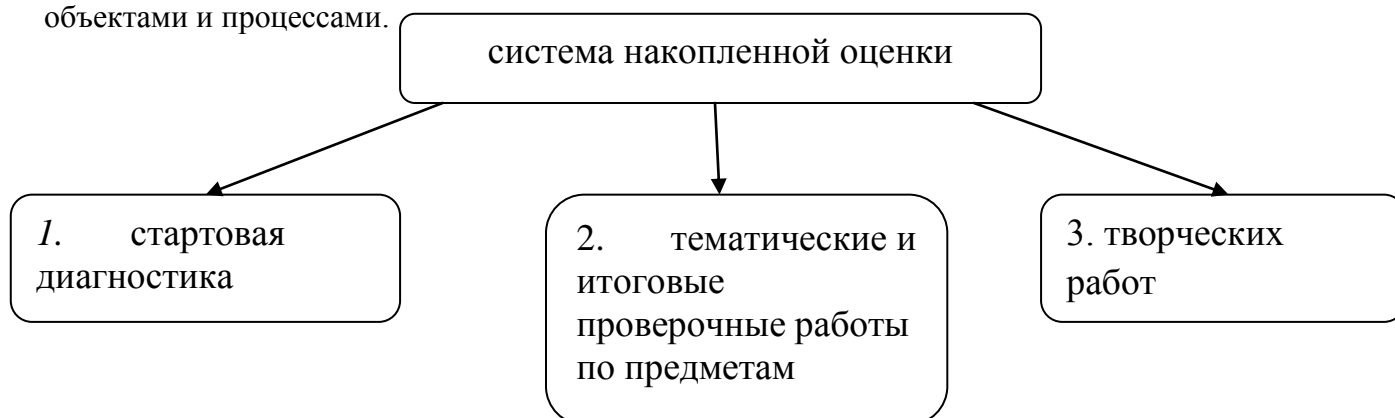 объектами и процессами.
система накопленной оценки
1. стартовая
диагностика
2. тематические и
итоговые
проверочные работы
по предметам
3. творческих
работ